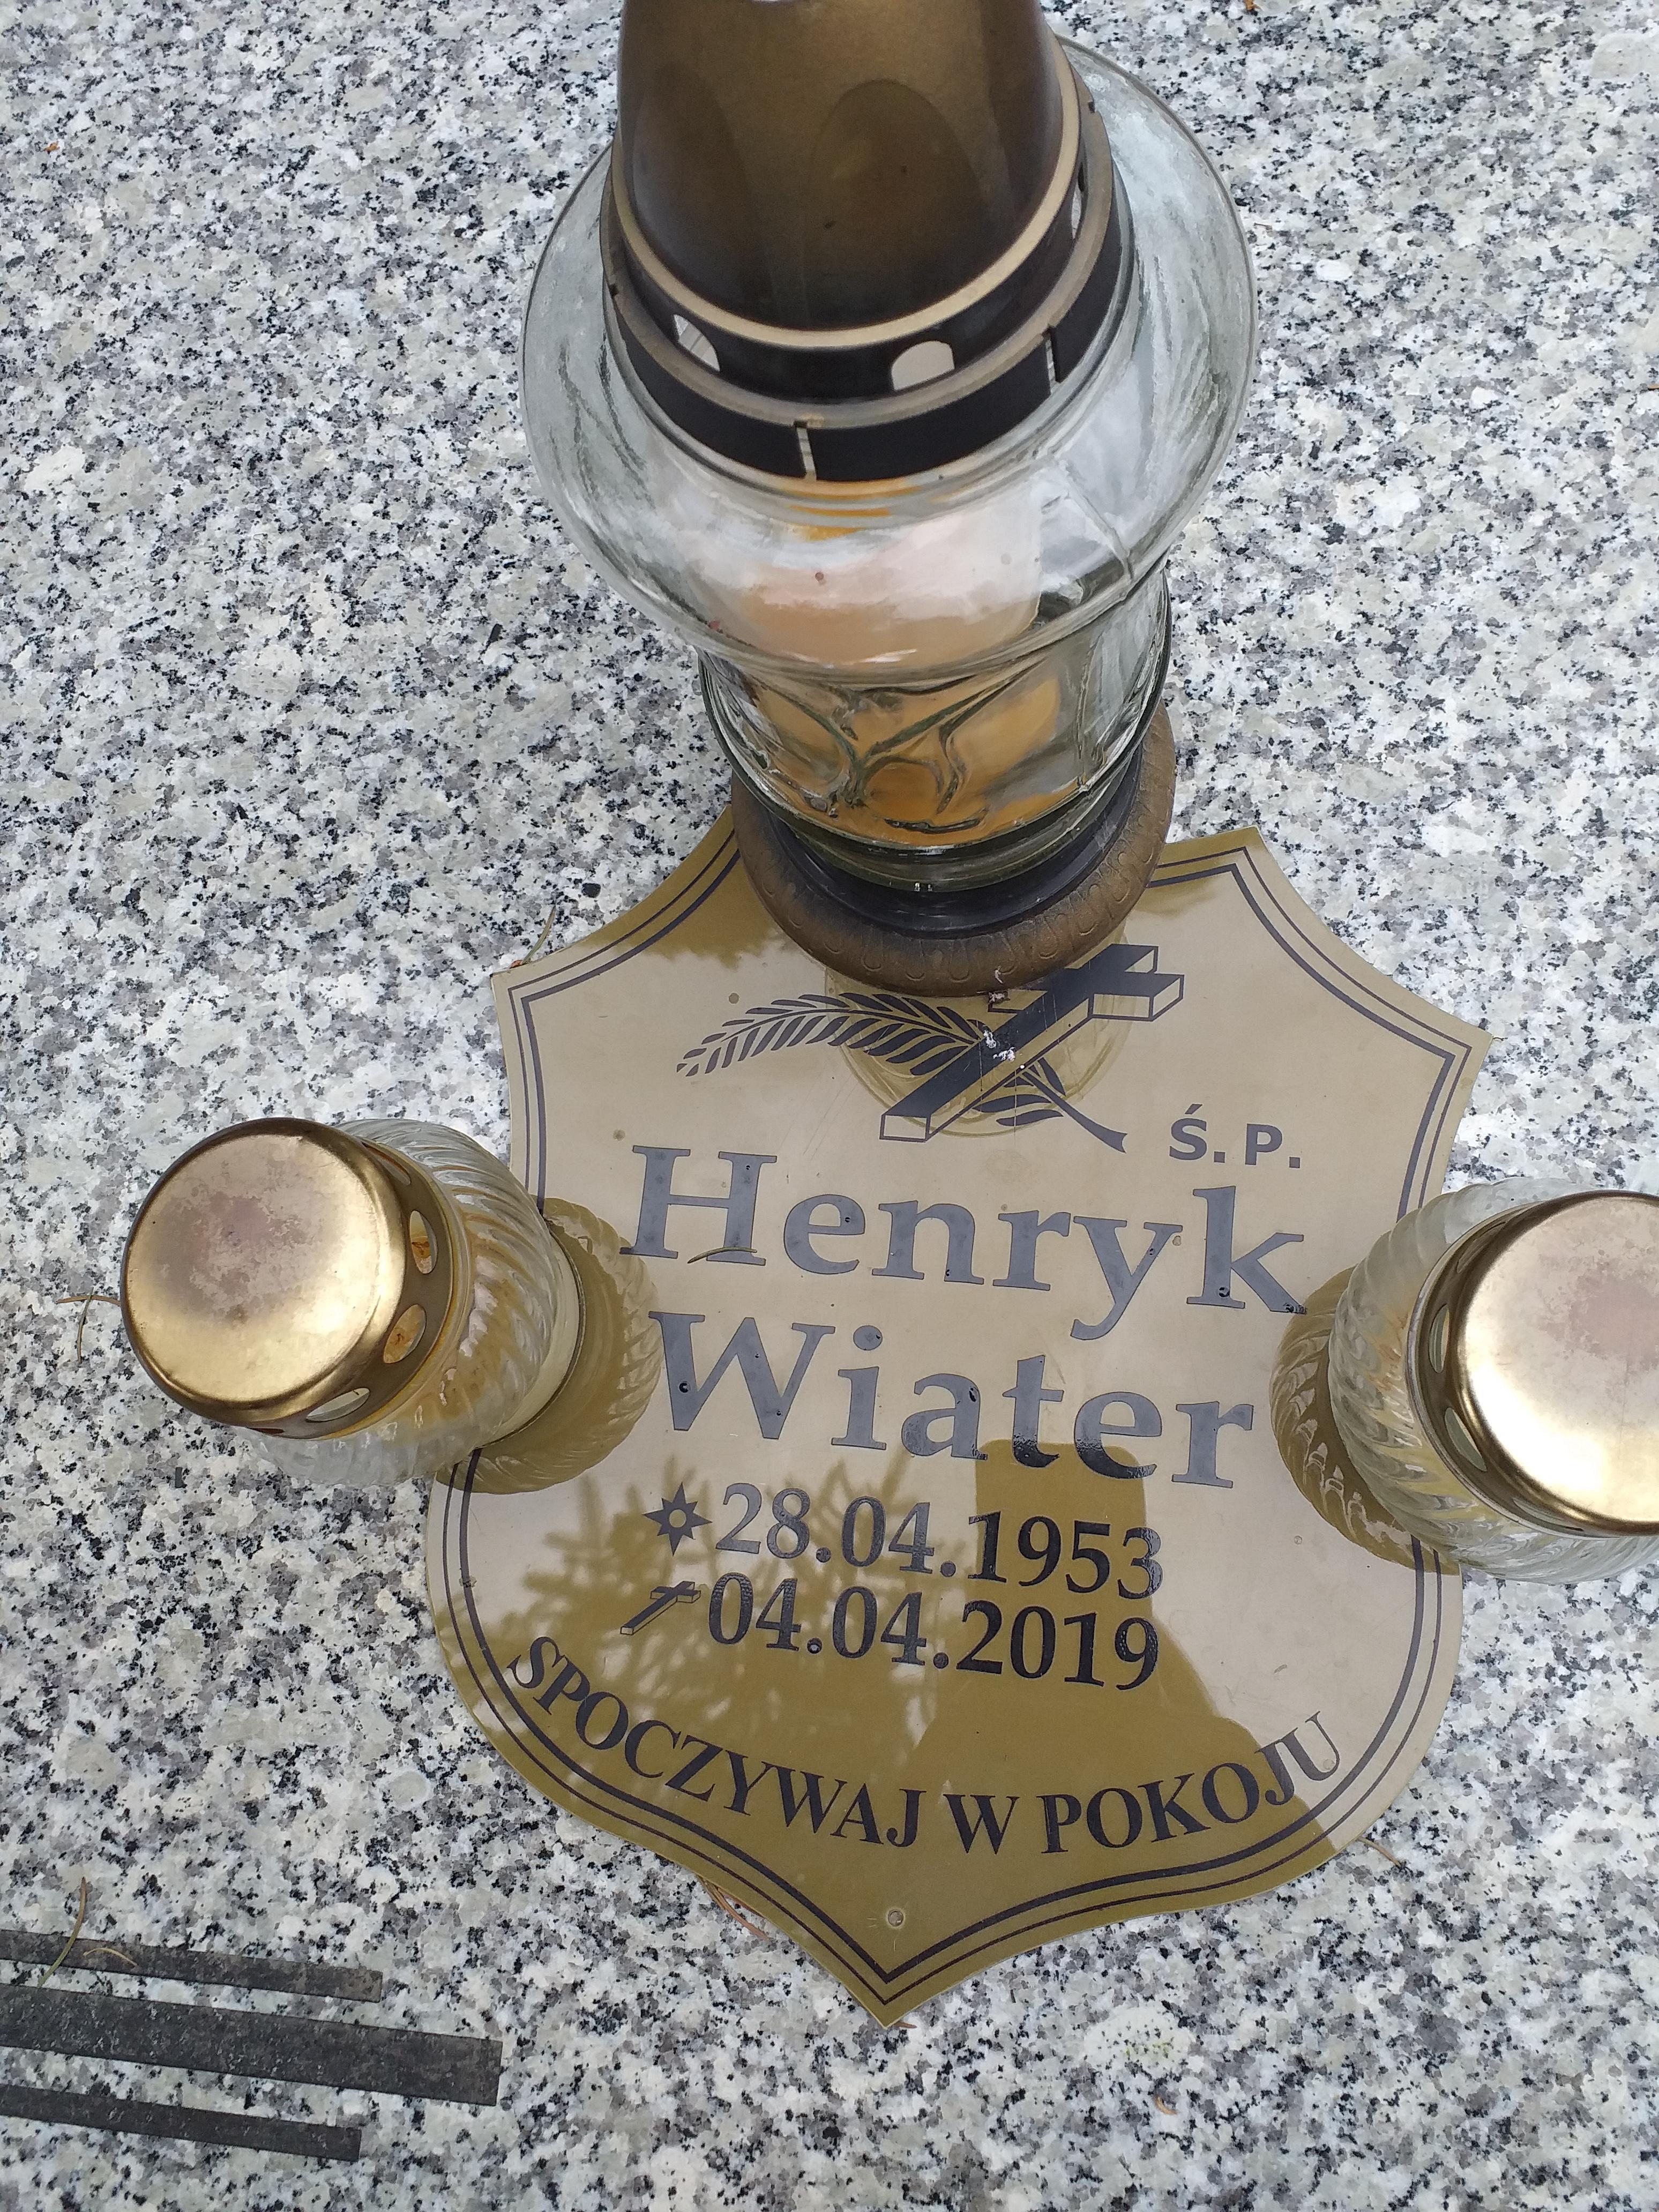 Ś.P.
Henryk
Wiater
28.04.1953
04.04.2019
SPOCZYWAJ W POKOJU